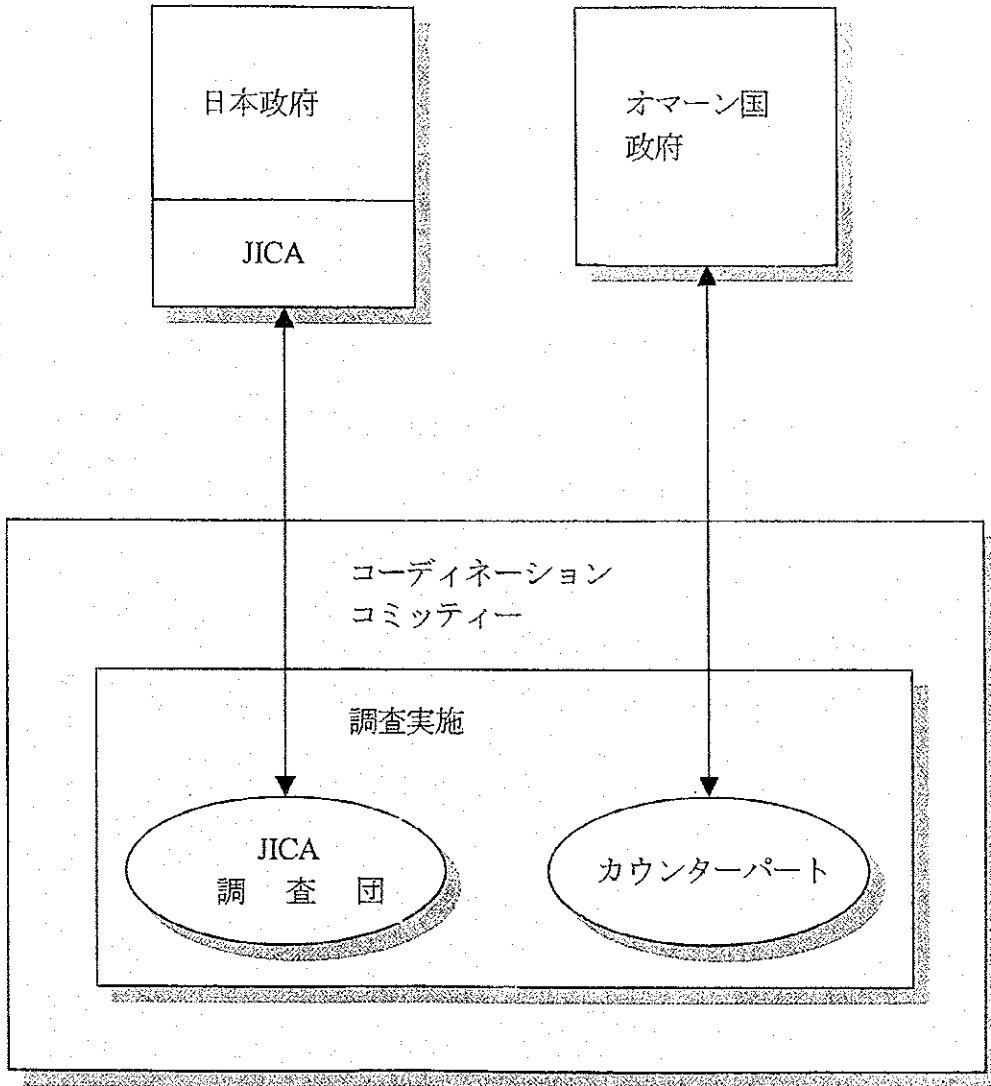 日本政府
JICA
オマーン国
政府
コーディネーション
コミッティー
調査実施
JICA
調 査 団
カウンターパート